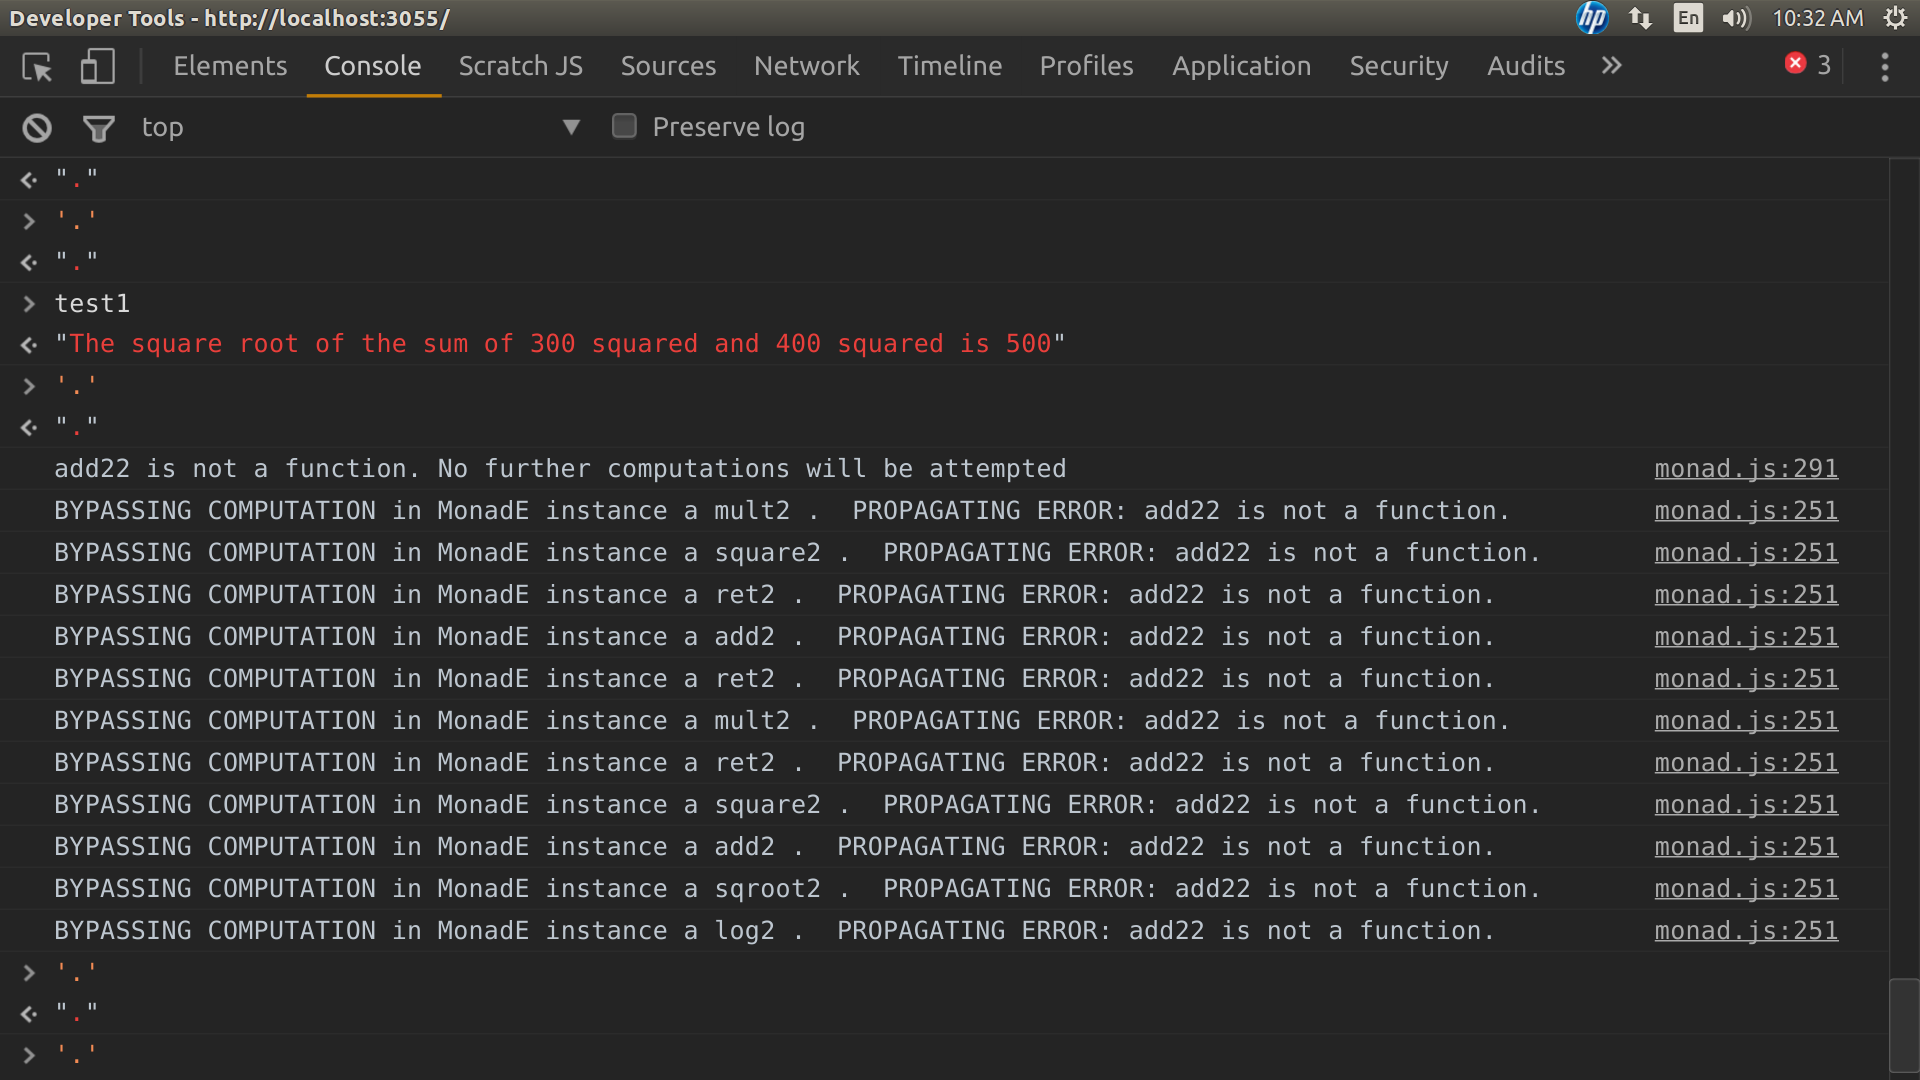 Developer Tools - http://localhost:3055/
hp
En
10:32 AM
Elements Console Scratch JS Sources Network Timeline Profiles Application Security Audits » 3
top ▼ Preserve log
"."
'.'
"."
test1
"The square root of the sum of 300 squared and 400 squared is 500"
'.'
"."
add22 is not a function. No further computations will be attempted monad.js:291
BYPASSING COMPUTATION in MonadE instance a mult2 .  PROPAGATING ERROR: add22 is not a function. monad.js:251
BYPASSING COMPUTATION in MonadE instance a square2 .  PROPAGATING ERROR: add22 is not a function. monad.js:251
BYPASSING COMPUTATION in MonadE instance a ret2 .  PROPAGATING ERROR: add22 is not a function. monad.js:251
BYPASSING COMPUTATION in MonadE instance a add2 .  PROPAGATING ERROR: add22 is not a function. monad.js:251
BYPASSING COMPUTATION in MonadE instance a ret2 .  PROPAGATING ERROR: add22 is not a function. monad.js:251
BYPASSING COMPUTATION in MonadE instance a mult2 .  PROPAGATING ERROR: add22 is not a function. monad.js:251
BYPASSING COMPUTATION in MonadE instance a ret2 .  PROPAGATING ERROR: add22 is not a function. monad.js:251
BYPASSING COMPUTATION in MonadE instance a square2 .  PROPAGATING ERROR: add22 is not a function. monad.js:251
BYPASSING COMPUTATION in MonadE instance a add2 .  PROPAGATING ERROR: add22 is not a function. monad.js:251
BYPASSING COMPUTATION in MonadE instance a sqroot2 .  PROPAGATING ERROR: add22 is not a function. monad.js:251
BYPASSING COMPUTATION in MonadE instance a log2 .  PROPAGATING ERROR: add22 is not a function. monad.js:251
'.'
"."
'.'